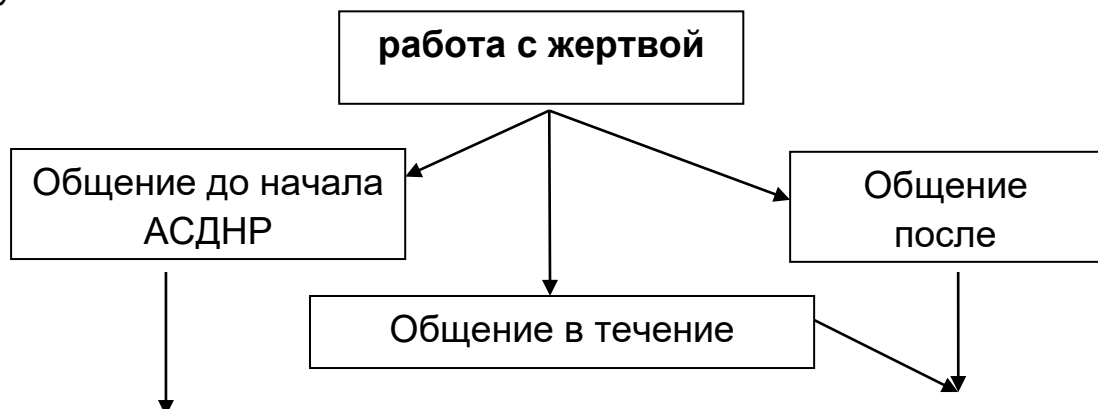 работа с жертвой
Общение до начала
АСДНР
Общение
после
Общение в течение